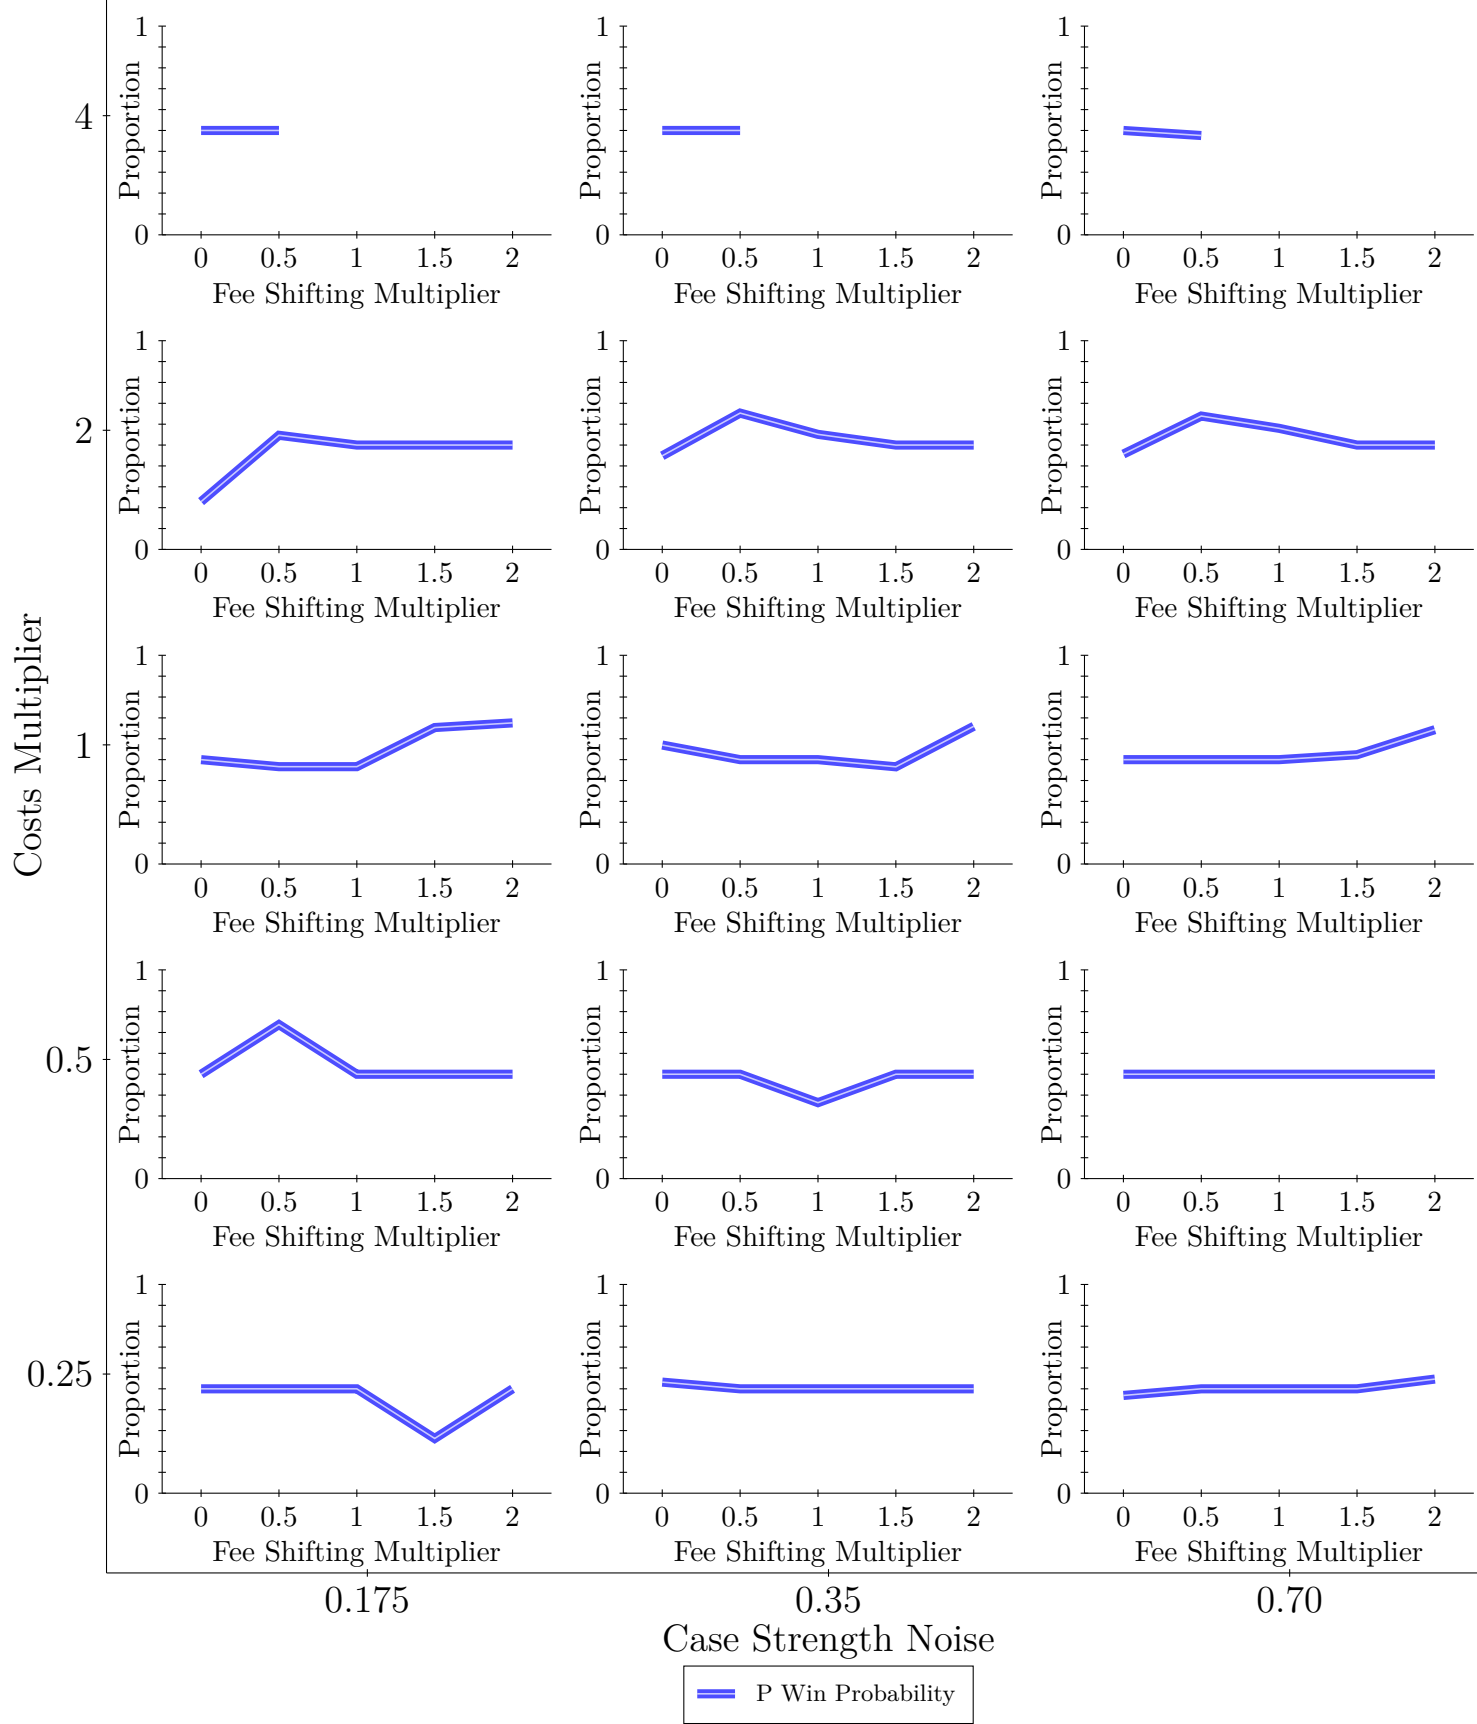 Costs Multiplier
4
1
Proportion
0
0 0.5 1 1.5 2
Fee Shifting Multiplier
1
Proportion
0
0 0.5 1 1.5 2
Fee Shifting Multiplier
1
Proportion
0
0 0.5 1 1.5 2
Fee Shifting Multiplier
2
1
Proportion
0
0 0.5 1 1.5 2
Fee Shifting Multiplier
1
Proportion
0
0 0.5 1 1.5 2
Fee Shifting Multiplier
1
Proportion
0
0 0.5 1 1.5 2
Fee Shifting Multiplier
1
1
Proportion
0
0 0.5 1 1.5 2
Fee Shifting Multiplier
1
Proportion
0
0 0.5 1 1.5 2
Fee Shifting Multiplier
1
Proportion
0
0 0.5 1 1.5 2
Fee Shifting Multiplier
0.5
1
Proportion
0
0 0.5 1 1.5 2
Fee Shifting Multiplier
1
Proportion
0
0 0.5 1 1.5 2
Fee Shifting Multiplier
1
Proportion
0
0 0.5 1 1.5 2
Fee Shifting Multiplier
0.25
1
Proportion
0
0 0.5 1 1.5 2
Fee Shifting Multiplier
1
Proportion
0
0 0.5 1 1.5 2
Fee Shifting Multiplier
1
Proportion
0
0 0.5 1 1.5 2
Fee Shifting Multiplier
0.175 0.35 0.70
Case Strength Noise
P Win Probability